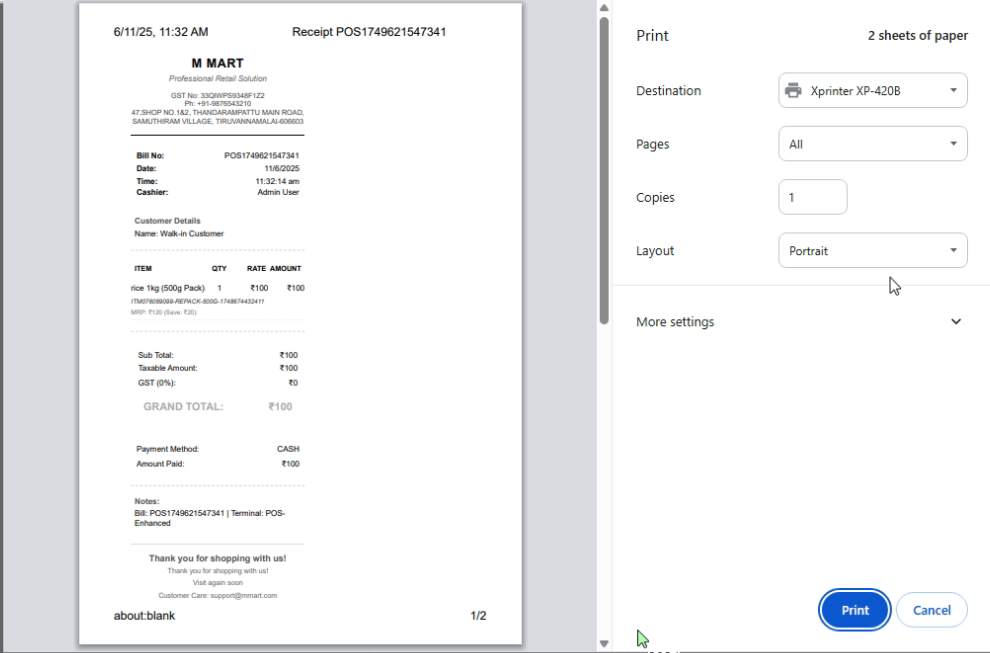 6/11/25, 11:32 AM Receipt POS1749621547341
M MART
Professional Retail Solution
GST No: 33QIWPS9348F1Z2
Ph: +91-9876543210
47,SHOP NO.1&2, THANDARAMPATTU MAIN ROAD,
SAMUTHIRAM VILLAGE, TIRUVANNAMALAI-606603
Bill No: POS1749621547341
Date: 11/6/2025
Time: 11:32:14 am
Cashier: Admin User
Customer Details
Name: Walk-in Customer
ITEM QTY RATE AMOUNT
rice 1kg (500g Pack) 1 ₹100 ₹100
ITM076089099-REPACK-500G-1748674432411
MRP: ₹120 (Save: ₹20)
Sub Total: ₹100
Taxable Amount: ₹100
GST (0%): ₹0
GRAND TOTAL: ₹100
Payment Method: CASH
Amount Paid: ₹100
Notes:
Bill: POS1749621547341 | Terminal: POS-
Enhanced
Thank you for shopping with us!
Thank you for shopping with us!
Visit again soon
Customer Care: support@mmart.com
about:blank 1/2
Print 2 sheets of paper
Destination Xprinter XP-420B
Pages All
Copies 1
Layout Portrait
More settings
Print Cancel